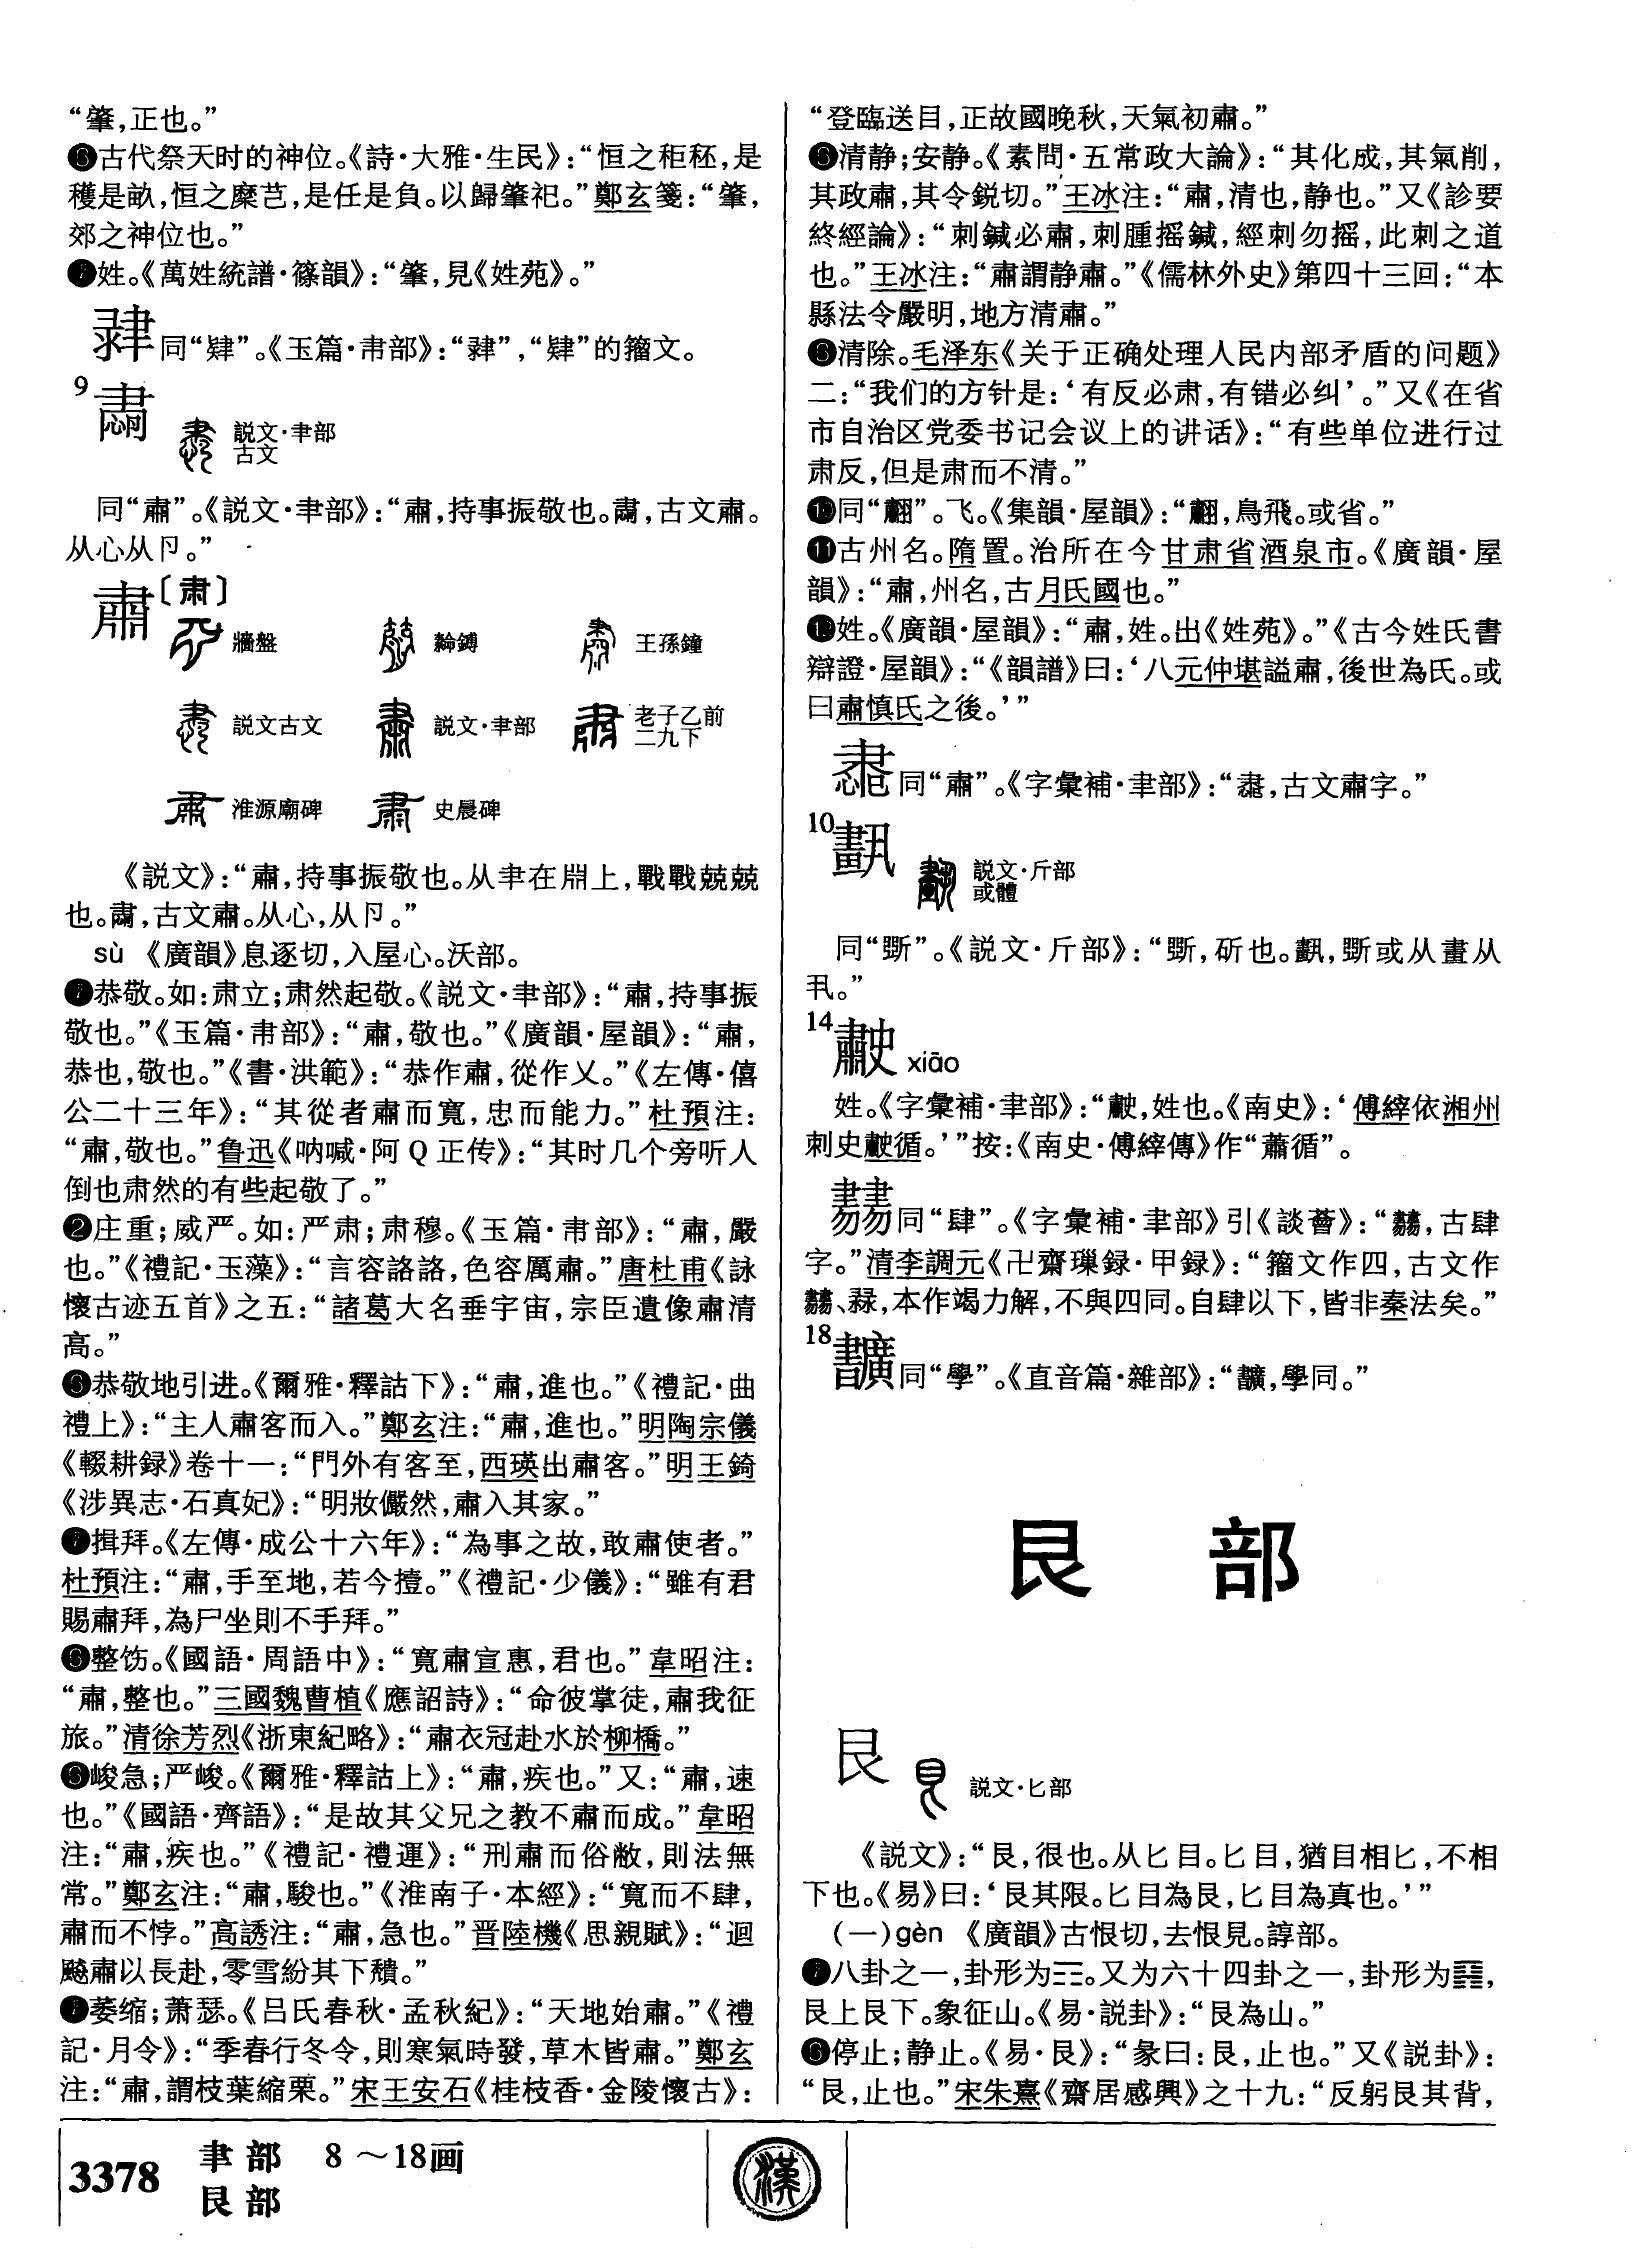 “肇，正也。”
❻古代祭天时的神位。《詩·大雅·生民》：“恒之秬秠，是
穫是畝，恒之穈芑，是任是負。以歸肇祀。”鄭玄箋：“肇，
郊之神位也。”
❼姓。《萬姓統譜·篠韻》：“肇，見《姓苑》。”
同“肄”。《玉篇·𦘒部》：“𦘤”，“肄”的籀文。
9
説文·𦘒部
古文
同“肅”。《説文·𦘒部》：“肅，持事振敬也。，古文肅。
从心从卪。”
肅〔肃〕
牆盤 𦅫鎛 王孫鐘
説文古文 説文·𦘒部 老子乙前
二九下
淮源廟碑 史晨碑
《説文》：“肅，持事振敬也。从𦘒在𣶒上，戰戰兢兢
也。，古文肅。从心，从卪。”
sù 《廣韻》息逐切，入屋心。沃部。
❶恭敬。如：肃立；肃然起敬。《説文·𦘒部》：“肅，持事振
敬也。”《玉篇·𦘒部》：“肅，敬也。”《廣韻·屋韻》：“肅，
恭也，敬也。”《書·洪範》：“恭作肅，從作乂。”《左傳·僖
公二十三年》：“其從者肅而寬，忠而能力。”杜預注：
“肅，敬也。”鲁迅《呐喊·阿Q正传》：“其时几个旁听人
倒也肃然的有些起敬了。”
❷庄重；威严。如：严肃；肃穆。《玉篇·𦘒部》：“肅，嚴
也。”《禮記·玉藻》：“言容詻詻，色容厲肅。”唐杜甫《詠
懷古迹五首》之五：“諸葛大名垂宇宙，宗臣遺像肅清
高。”
❸恭敬地引进。《爾雅·釋詁下》：“肅，進也。”《禮記·曲
禮上》：“主人肅客而入。”鄭玄注：“肅，進也。”明陶宗儀
《輟耕録》卷十一：“門外有客至，西瑛出肅客。”明王錡
《涉異志·石真妃》：“明妝儼然，肅入其家。”
❹揖拜。《左傳·成公十六年》：“為事之故，敢肅使者。”
杜預注：“肅，手至地，若今撎。”《禮記·少儀》：“雖有君
賜肅拜，為尸坐則不手拜。”
❺整饬。《國語·周語中》：“寬肅宣惠，君也。”韋昭注：
“肅，整也。”三國魏曹植《應詔詩》：“命彼掌徒，肅我征
旅。”清徐芳烈《浙東紀略》：“肅衣冠赴水於柳橋。”
❻峻急；严峻。《爾雅·釋詁上》：“肅，疾也。”又：“肅，速
也。”《國語·齊語》：“是故其父兄之教不肅而成。”韋昭
注：“肅，疾也。”《禮記·禮運》：“刑肅而俗敝，則法無
常。”鄭玄注：“肅，駿也。”《淮南子·本經》：“寬而不肆，
肅而不悖。”高誘注：“肅，急也。”晋陸機《思親賦》：“迴
飈肅以長赴，零雪紛其下穨。”
❼萎缩；萧瑟。《吕氏春秋·孟秋紀》：“天地始肅。”《禮
記·月令》：“季春行冬令，則寒氣時發，草木皆肅。”鄭玄
注：“肅，謂枝葉縮栗。”宋王安石《桂枝香·金陵懷古》：
“登臨送目，正故國晚秋，天氣初肅。”
❽清静；安静。《素問·五常政大論》：“其化成，其氣削，
其政肅，其令鋭切。”王冰注：“肅，清也，静也。”又《診要
終經論》：“刺鍼必肅，刺腫摇鍼，經刺勿摇，此刺之道
也。”王冰注：“肅謂静肅。”《儒林外史》第四十三回：“本
縣法令嚴明，地方清肅。”
❾清除。毛泽东《关于正确处理人民内部矛盾的问题》
二：“我们的方针是：‘有反必肃，有错必纠’。”又《在省
市自治区党委书记会议上的讲话》：“有些单位进行过
肃反，但是肃而不清。”
❿同“䎘”。飞。《集韻·屋韻》：“䎘，鳥飛。或省。”
⓫古州名。隋置。治所在今甘肃省酒泉市。《廣韻·屋
韻》：“肅，州名，古月氏國也。”
⓬姓。《廣韻·屋韻》：“肅，姓。出《姓苑》。”《古今姓氏書
辯證·屋韻》：“《韻譜》曰：‘八元仲堪謚肅，後世為氏。或
曰肅慎氏之後。’”
同“肅”。《字彙補·聿部》：“，古文肅字。”
10
説文·斤部
或體
同“斲”。《説文·斤部》：“斲，斫也。，斲或从畫从
丮。”
14
xiāo
姓。《字彙補·聿部》：“，姓也。《南史》：‘傅縡依湘州
刺史循。’”按：《南史·傅縡傳》作“蕭循”。
同“肆”。《字彙補·聿部》引《談薈》：“，古肆
字。”清李調元《卍齋璅録·甲録》：“籀文作四，古文作
、，本作竭力解，不與四同。自肆以下，皆非秦法矣。”
18
同“學”。《直音篇·雜部》：“，學同。”
艮 部
艮 説文·匕部
《説文》：“艮，很也。从匕目。匕目，猶目相匕，不相
下也。《易》曰：‘艮其限。匕目為艮，匕目為真也。’”
（一）gèn 《廣韻》古恨切，去恨見。諄部。
❶八卦之一，卦形为☶。又为六十四卦之一，卦形为䷳，
艮上艮下。象征山。《易·説卦》：“艮為山。”
❷停止；静止。《易·艮》：“彖曰：艮，止也。”又《説卦》：
“艮，止也。”宋朱熹《齋居感興》之十九：“反躬艮其背，
3378 聿部 8～18画
艮部
漢